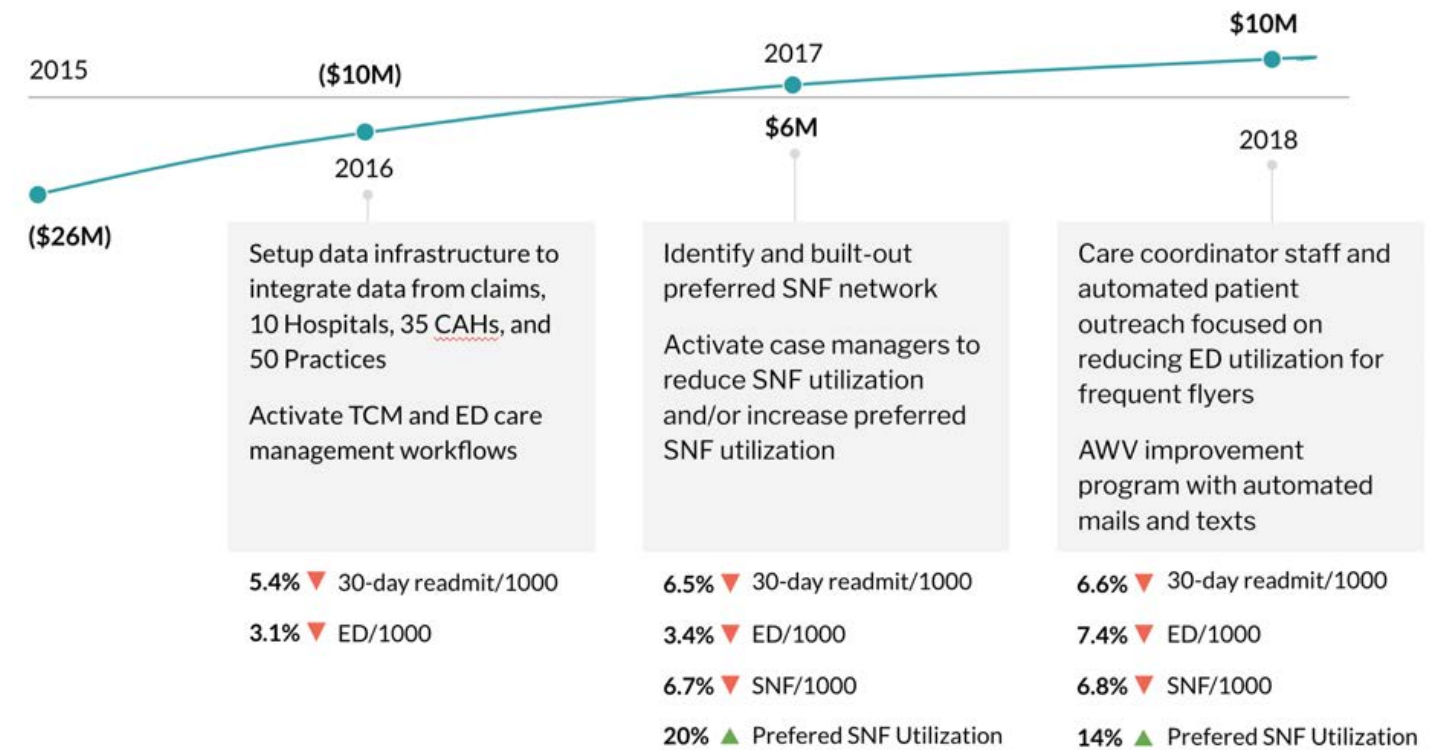 2015
($10M)
2017
$10M
($26M)
2016
$6M
2018
Setup data infrastructure to
integrate data from claims,
10 Hospitals, 35 CAHs, and
50 Practices
Activate TCM and ED care
management workflows
5.4% ▼ 30-day readmit/1000
3.1% ▼ ED/1000
Identify and built-out
preferred SNF network
Activate case managers to
reduce SNF utilization
and/or increase preferred
SNF utilization
6.5% ▼ 30-day readmit/1000
3.4% ▼ ED/1000
6.7% ▼ SNF/1000
20% ▲ Prefered SNF Utilization
Care coordinator staff and
automated patient
outreach focused on
reducing ED utilization for
frequent flyers
AWV improvement
program with automated
mails and texts
6.6% ▼ 30-day readmit/1000
7.4% ▼ ED/1000
6.8% ▼ SNF/1000
14% ▲ Prefered SNF Utilization